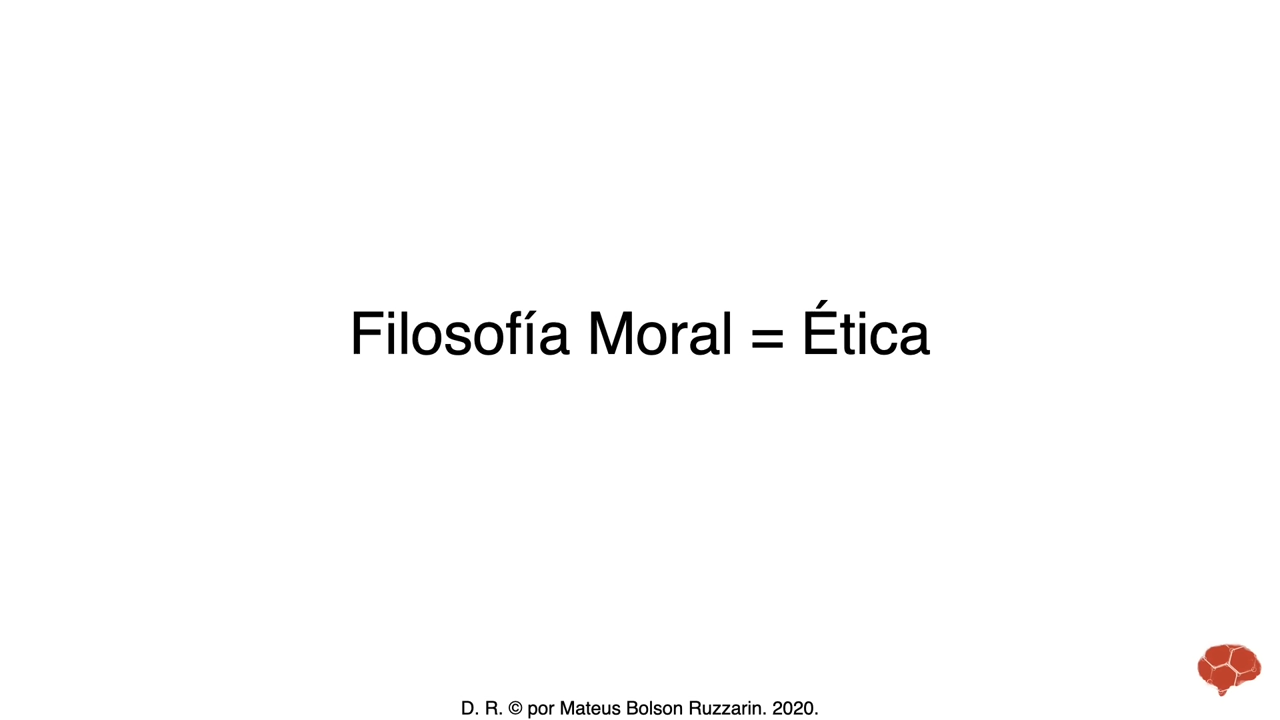 Filosofía Moral = Ética
D. R. © por Mateus Bolson Ruzzarin. 2020.